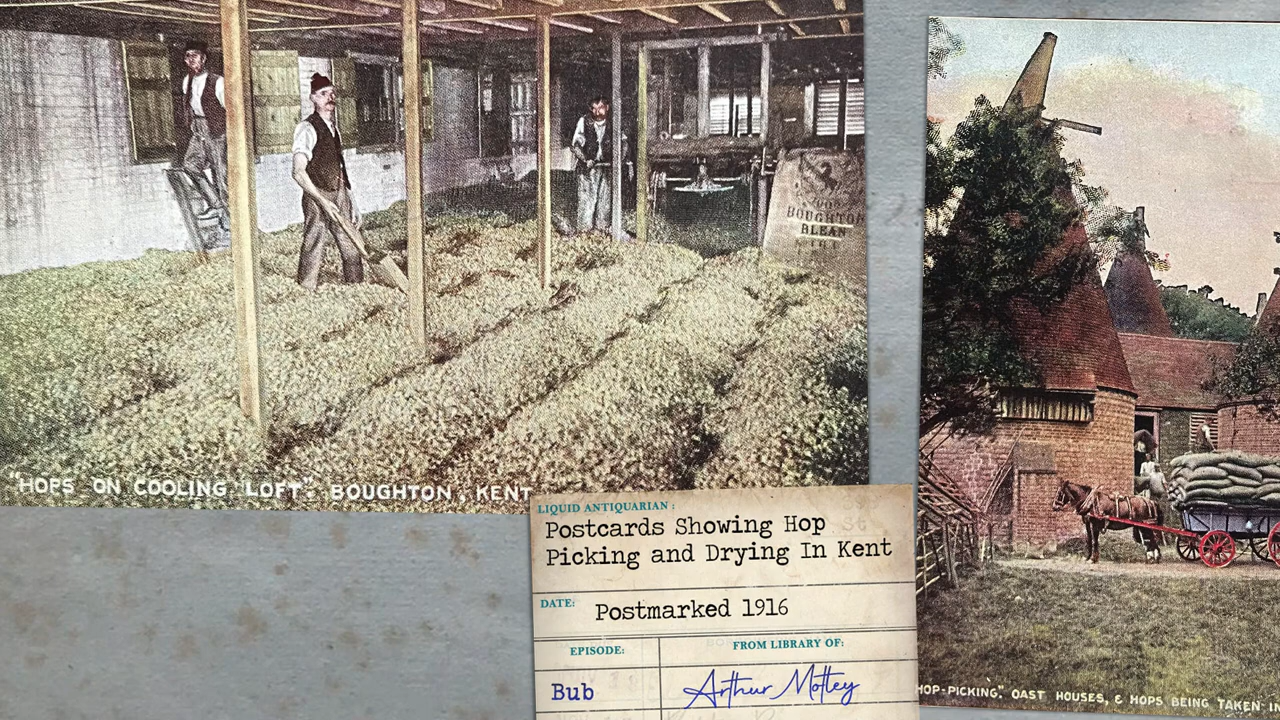 BOUGHTON
BLEAN
"HOPS ON COOLING LOFT". BOUGHTON, KENT
LIQUID ANTIQUARIAN:
Postcards Showing Hop
Picking and Drying In Kent
DATE: Postmarked 1916
EPISODE: FROM LIBRARY OF:
Bub Arthur Motley
HOP-PICKING," OAST HOUSES, & HOPS BEING TAKEN